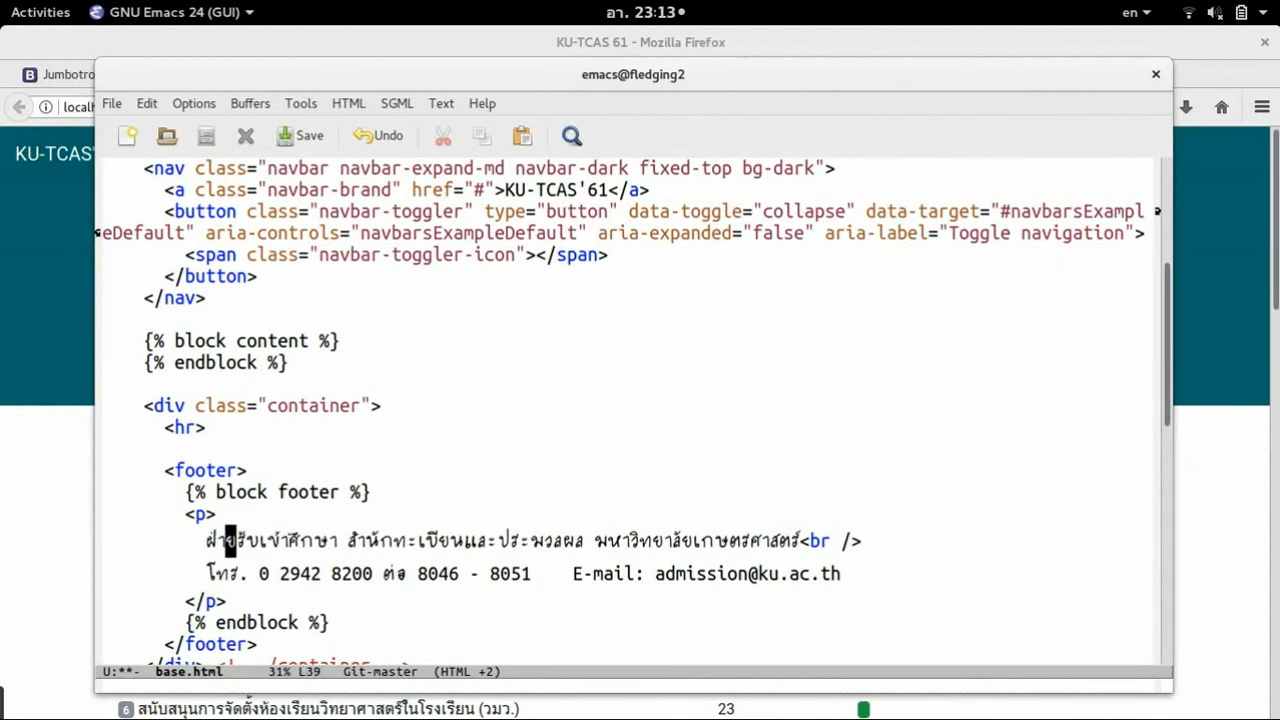 Activities GNU Emacs 24 (GUI) อา. 23:13 en
KU-TCAS 61 - Mozilla Firefox
Jumbotro
emacs@fledging2
File Edit Options Buffers Tools HTML SGML Text Help
localh
Save Undo
KU-TCAS'
<nav class="navbar navbar-expand-md navbar-dark fixed-top bg-dark">
<a class="navbar-brand" href="#">KU-TCAS'61</a>
<button class="navbar-toggler" type="button" data-toggle="collapse" data-target="#navbarsExampl
eDefault" aria-controls="navbarsExampleDefault" aria-expanded="false" aria-label="Toggle navigation">
<span class="navbar-toggler-icon"></span>
</button>
</nav>
{% block content %}
{% endblock %}
<div class="container">
<hr>
<footer>
{% block footer %}
<p>
ฝ่ายรับเข้าศึกษา สำนักทะเบียนและประมวลผล มหาวิทยาลัยเกษตรศาสตร์<br />
โทร. 0 2942 8200 ต่อ 8046 - 8051 E-mail: admission@ku.ac.th
</p>
{% endblock %}
</footer>
</div> <!-- /container -->
U:**- base.html 31% L39 Git-master (HTML +2)
6 สนับสนุนการจัดตั้งห้องเรียนวิทยาศาสตร์ในโรงเรียน (วมว.) 23